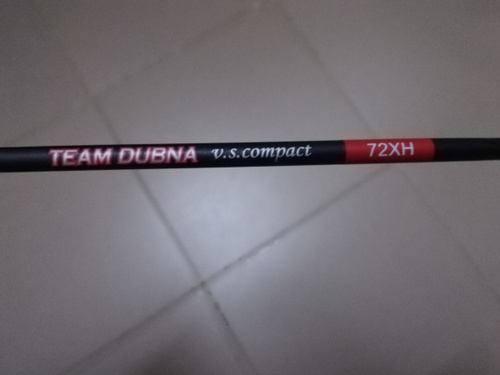 TEAM DUBNA v.s.compact 72XH